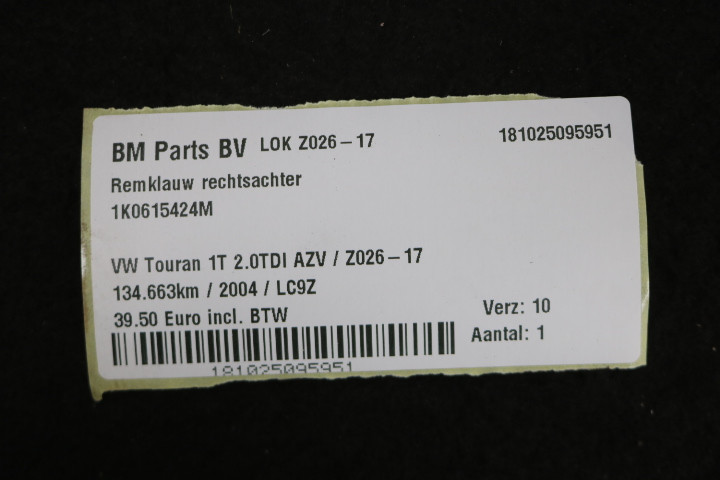 BM Parts BV LOK Z026-17 181025095951
Remklauw rechtsachter
1K0615424M
VW Touran 1T 2.0TDI AZV / Z026-17
134.663km / 2004 / LC9Z
39.50 Euro incl. BTW
Verz: 10
Aantal: 1
181025095951